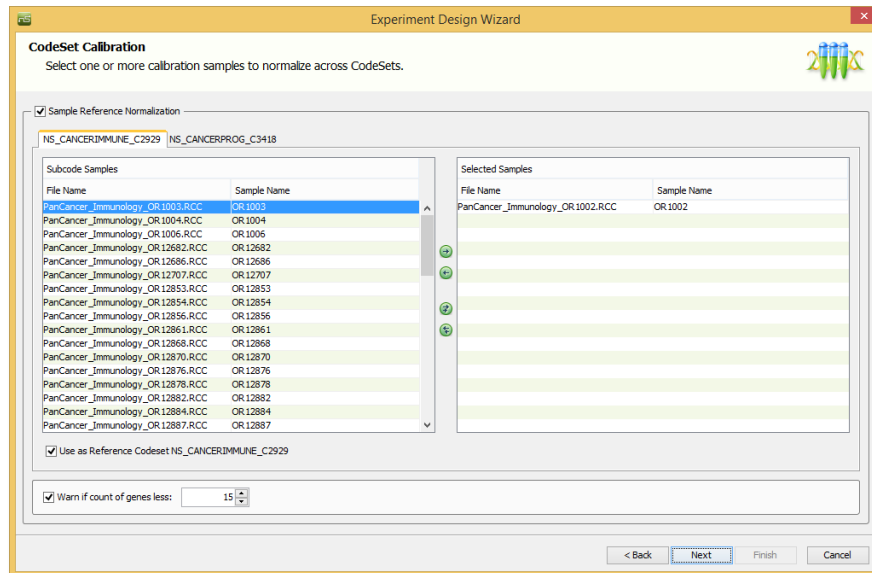 Experiment Design Wizard
CodeSet Calibration
Select one or more calibration samples to normalize across CodeSets.
Sample Reference Normalization
NS_CANCERIMMUNE_C2929 NS_CANCERPROG_C3418
Subcode Samples
File Name Sample Name
PanCancer_Immunology_OR1003.RCC OR1003
PanCancer_Immunology_OR1004.RCC OR1004
PanCancer_Immunology_OR1006.RCC OR1006
PanCancer_Immunology_OR12682.RCC OR12682
PanCancer_Immunology_OR12686.RCC OR12686
PanCancer_Immunology_OR12707.RCC OR12707
PanCancer_Immunology_OR12853.RCC OR12853
PanCancer_Immunology_OR12854.RCC OR12854
PanCancer_Immunology_OR12856.RCC OR12856
PanCancer_Immunology_OR12861.RCC OR12861
PanCancer_Immunology_OR12868.RCC OR12868
PanCancer_Immunology_OR12870.RCC OR12870
PanCancer_Immunology_OR12876.RCC OR12876
PanCancer_Immunology_OR12878.RCC OR12878
PanCancer_Immunology_OR12882.RCC OR12882
PanCancer_Immunology_OR12884.RCC OR12884
PanCancer_Immunology_OR12887.RCC OR12887
Selected Samples
File Name Sample Name
PanCancer_Immunology_OR1002.RCC OR1002
Use as Reference Codeset NS_CANCERIMMUNE_C2929
Warn if count of genes less: 15
< Back Next Finish Cancel